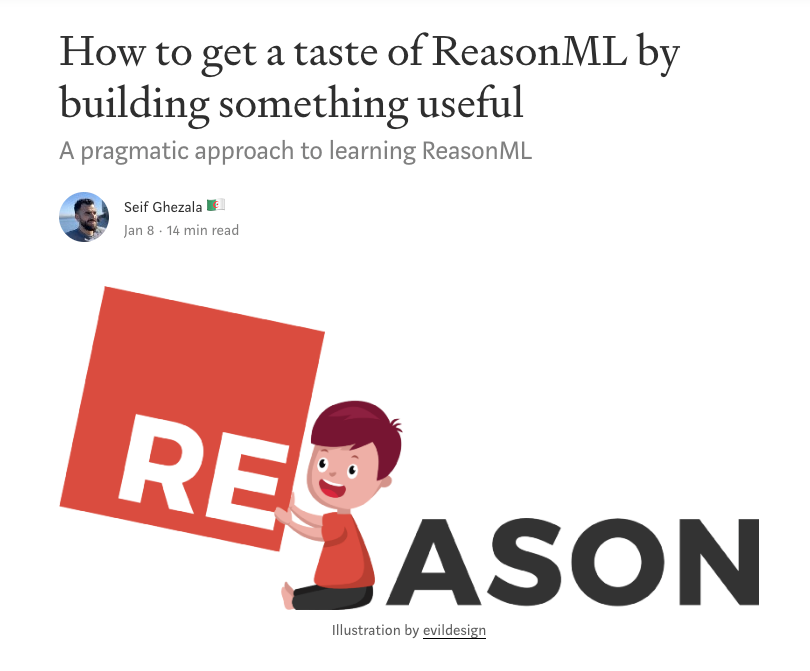 How to get a taste of ReasonML by
building something useful
A pragmatic approach to learning ReasonML
Seif Ghezala 🇩🇿
Jan 8 · 14 min read
RE
ASON
Illustration by evildesign